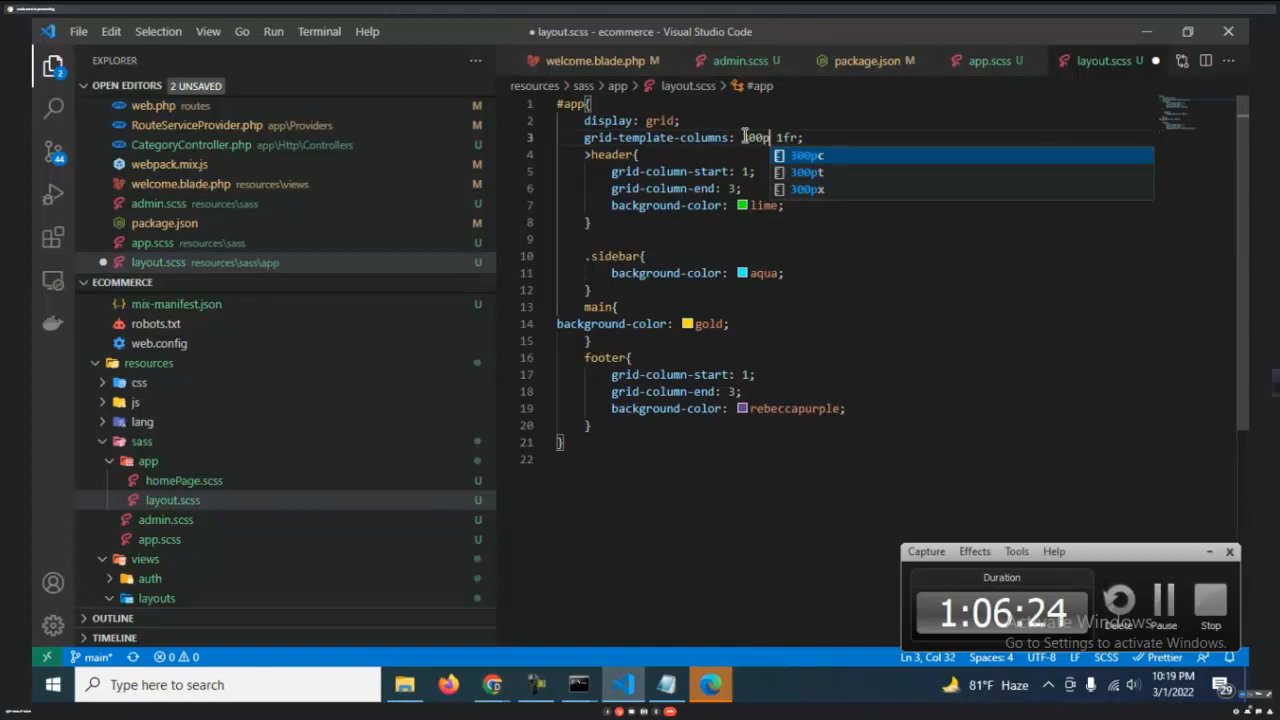 File Edit Selection View Go Run Terminal Help
● layout.scss - ecommerce - Visual Studio Code
EXPLORER
welcome.blade.php M
admin.scss U
package.json M
app.scss U
layout.scss U
OPEN EDITORS 2 UNSAVED
resources > sass > app > layout.scss > #app
web.php routes M
RouteServiceProvider.php app\Providers M
CategoryController.php app\Http\Controllers M
webpack.mix.js M
welcome.blade.php resources\views M
admin.scss resources\sass U
package.json M
app.scss resources\sass U
layout.scss resources\sass\app U
ECOMMERCE
mix-manifest.json U
robots.txt
web.config
resources
css
js
lang
sass
app
homePage.scss U
layout.scss U
admin.scss U
app.scss U
views
auth
layouts
OUTLINE
TIMELINE
1 #app{
2 display: grid;
3 grid-template-columns: 300p 1fr;
4 >header{
5 grid-column-start: 1;
6 grid-column-end: 3;
7 background-color: lime;
8 }
9
10 .sidebar{
11 background-color: aqua;
12 }
13 main{
14 background-color: gold;
15 }
16 footer{
17 grid-column-start: 1;
18 grid-column-end: 3;
19 background-color: rebeccapurple;
20 }
21 }
22
300pc
300pt
300px
2
44
Capture Effects Tools Help
Duration
1:06:24
Delete Pause Stop
Activate Windows
Go to Settings to activate Windows.
main* 0 0
Ln 3, Col 32 Spaces: 4 UTF-8 LF SCSS Prettier
Type here to search
81°F Haze
10:19 PM
3/1/2022
29